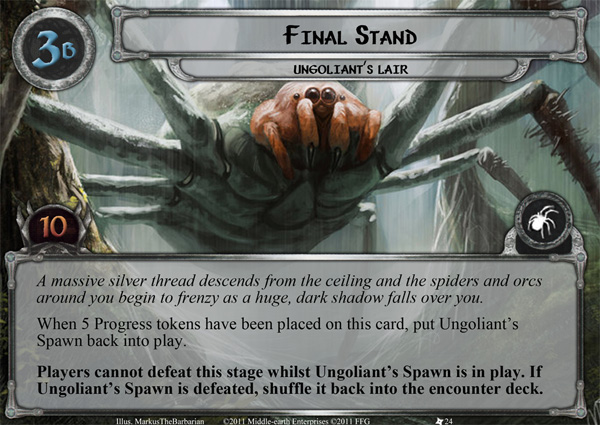 3B
FINAL STAND
UNGOLIANT'S LAIR
10
A massive silver thread descends from the ceiling and the spiders and orcs
around you begin to frenzy as a huge, dark shadow falls over you.
When 5 Progress tokens have been placed on this card, put Ungoliant's
Spawn back into play.
Players cannot defeat this stage whilst Ungoliant's Spawn is in play. If
Ungoliant's Spawn is defeated, shuffle it back into the encounter deck.
Illus. MarkusTheBarbarian ©2011 Middle-earth Enterprises ©2011 FFG 24